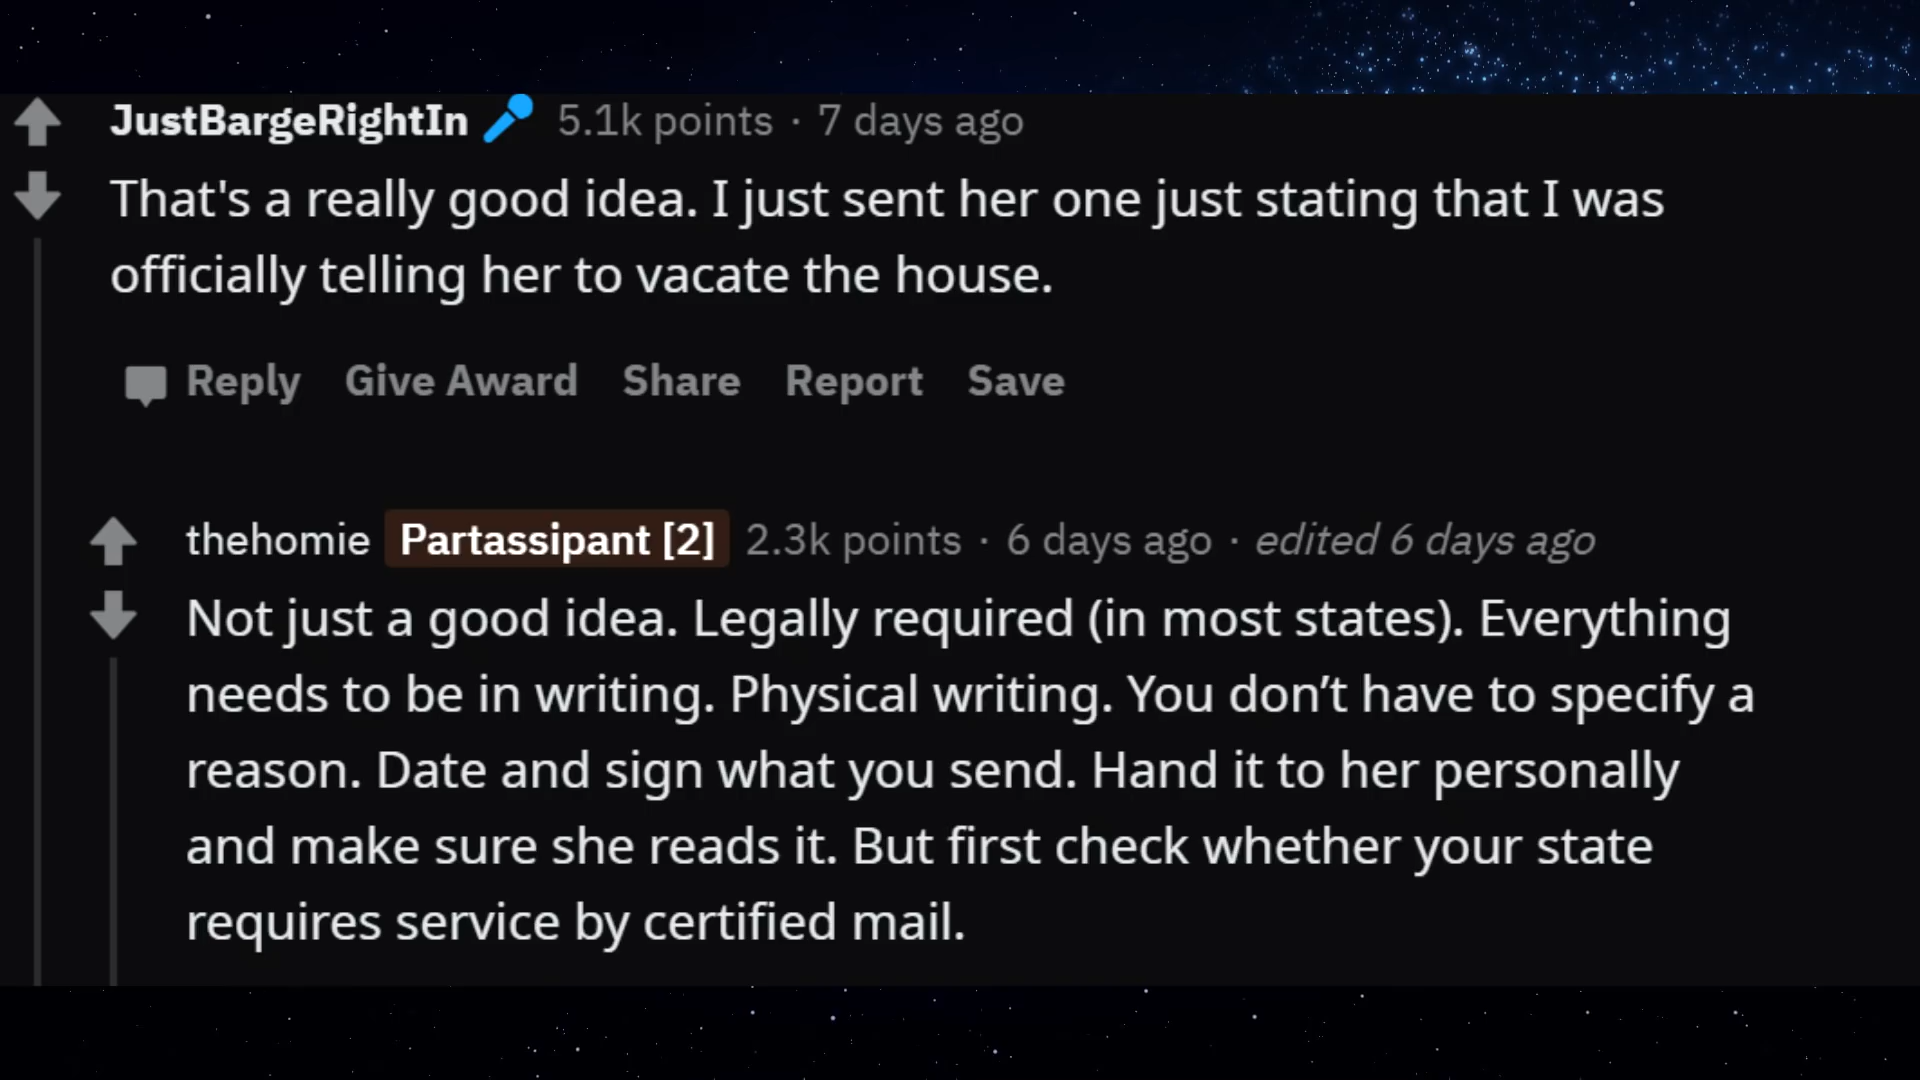 JustBargeRightIn 5.1k points · 7 days ago
That's a really good idea. I just sent her one just stating that I was
officially telling her to vacate the house.
Reply Give Award Share Report Save
thehomie Partassipant [2] 2.3k points · 6 days ago · edited 6 days ago
Not just a good idea. Legally required (in most states). Everything
needs to be in writing. Physical writing. You don’t have to specify a
reason. Date and sign what you send. Hand it to her personally
and make sure she reads it. But first check whether your state
requires service by certified mail.